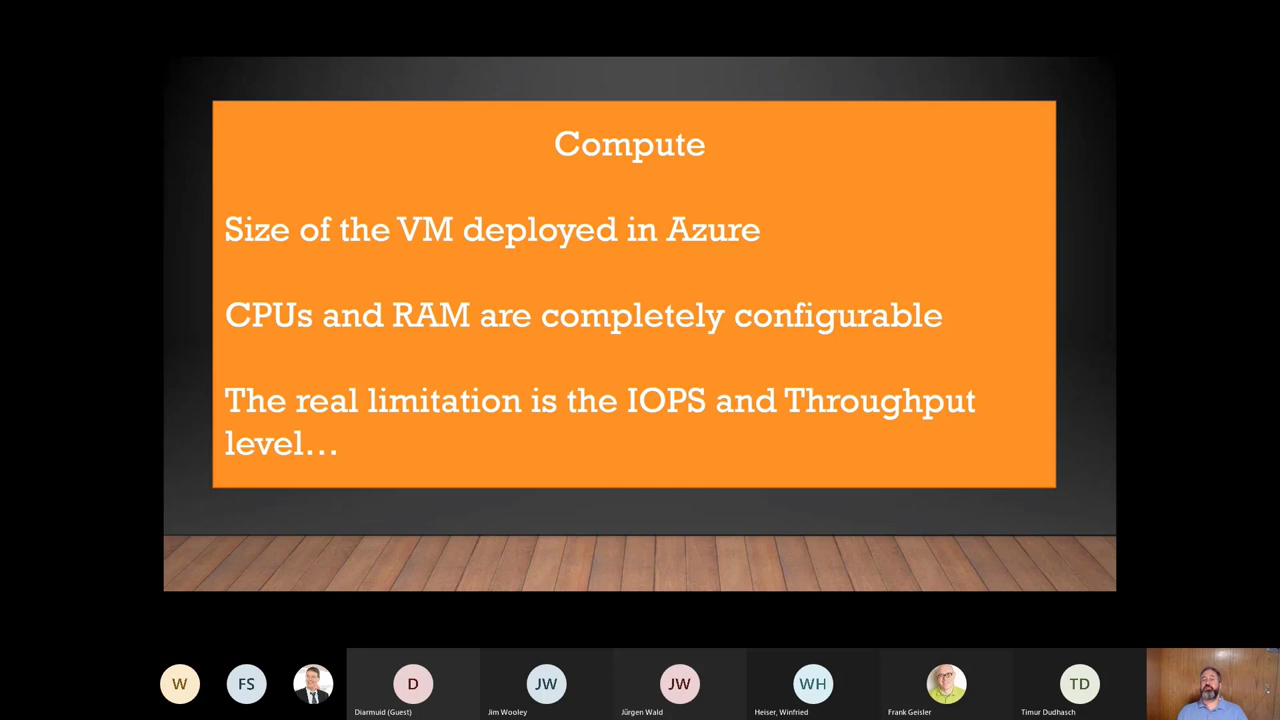 Compute
Size of the VM deployed in Azure
CPUs and RAM are completely configurable
The real limitation is the IOPS and Throughput
level...
W
FS
D
JW
JW
WH
TD
Diarmuid (Guest)
Jim Wooley
Jürgen Wald
Heiser, Winfried
Frank Geisler
Timur Dudhasch